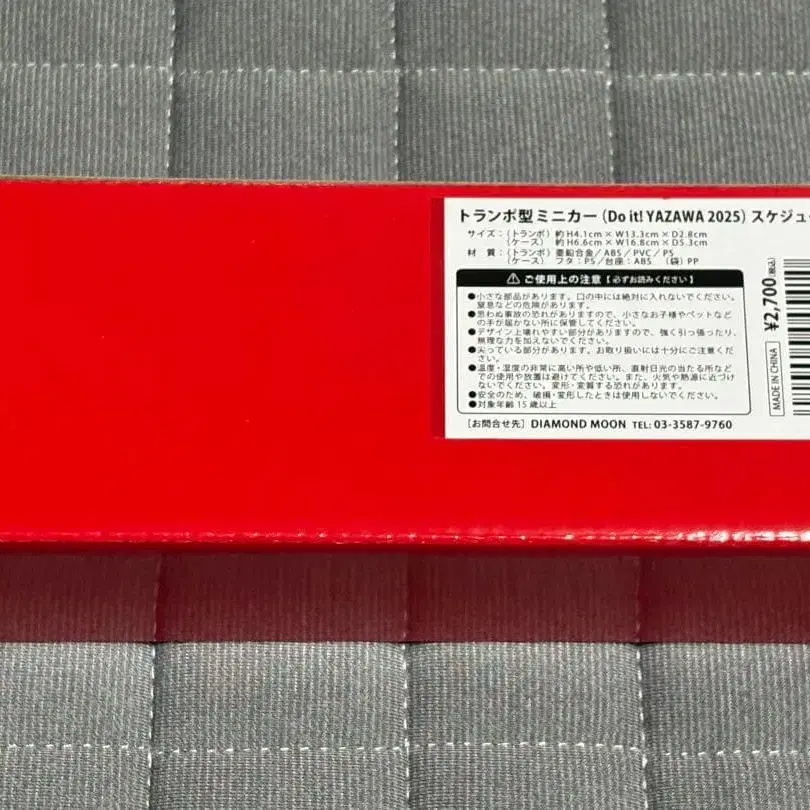 トランポ型ミニカー(Do it! YAZAWA 2025)スケジュ
サイズ:(トランポ)約H4.1cm×W13.3cm×D2.8cm
(ケース)約H6.6cm×W16.8cm×D5.3cm
材 質:(トランポ)亜鉛合金/ABS/PVC/PS
(ケース)フタ:PS/台座:ABS (袋)PP
ご使用上の注意【必ずお読みください】
●小さな部品があります。口の中には絶対に入れないでください。
窒息などの危険があります。
●思わぬ事故の恐れがありますので、小さなお子様やペットなど
の手が届かない所に保管してください。
●デザイン上壊れやすい部分がありますので、強く引っ張ったり、
無理な力を加えないでください。
●尖っている部分があります。お取り扱いには十分にご注意くだ
さい。
●温度・湿度の非常に高い所や低い所、直射日光の当たる所など
での使用や放置は避けてください。また、火気や熱源に近づけ
ないでください。変形・変質する恐れがあります。
●安全のため、破損・変形したときは使用しないでください。
●対象年齢15歳以上
[お問合せ先] DIAMOND MOON TEL: 03-3587-9760
¥2,700(税込)
MADE IN CHINA